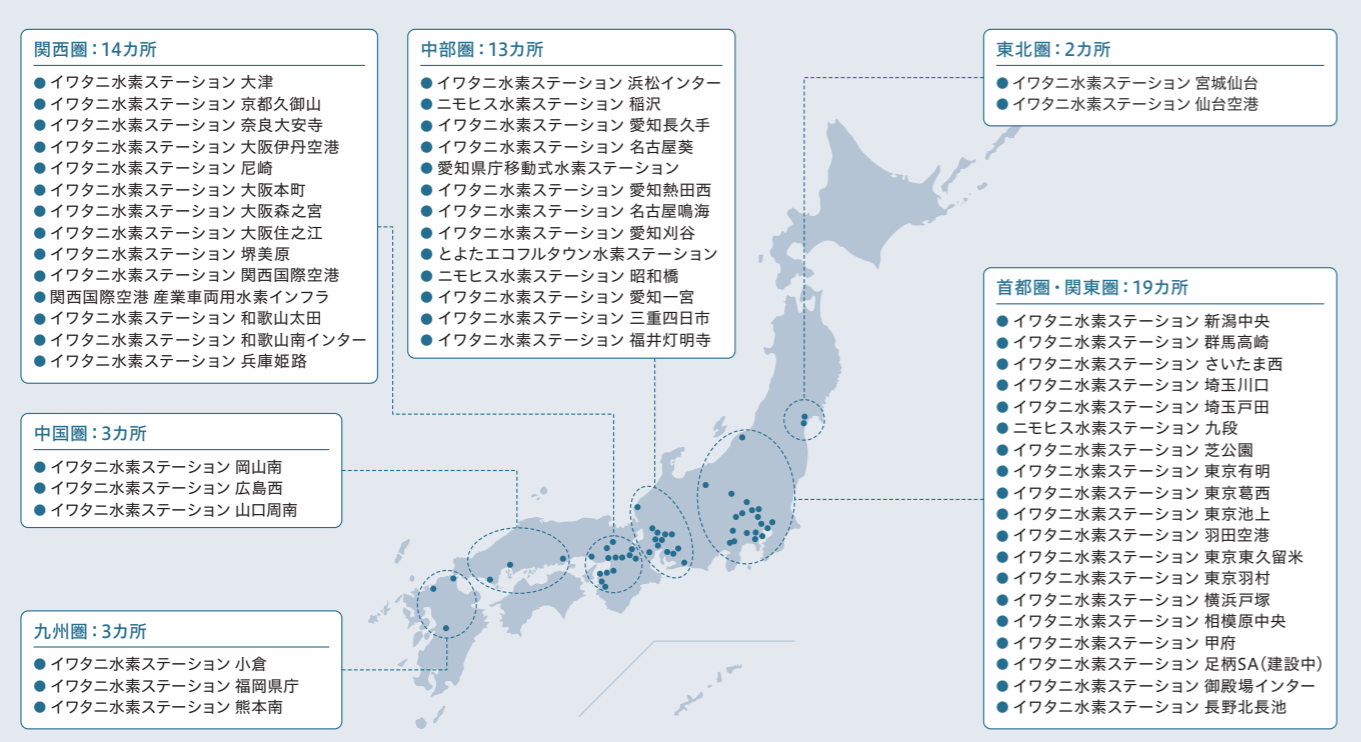 関西圏：14カ所
● イワタニ水素ステーション 大津
● イワタニ水素ステーション 京都久御山
● イワタニ水素ステーション 奈良大安寺
● イワタニ水素ステーション 大阪伊丹空港
● イワタニ水素ステーション 尼崎
● イワタニ水素ステーション 大阪本町
● イワタニ水素ステーション 大阪森之宮
● イワタニ水素ステーション 大阪住之江
● イワタニ水素ステーション 堺美原
● イワタニ水素ステーション 関西国際空港
● 関西国際空港 産業車両用水素インフラ
● イワタニ水素ステーション 和歌山太田
● イワタニ水素ステーション 和歌山南インター
● イワタニ水素ステーション 兵庫姫路
中部圏：13カ所
● イワタニ水素ステーション 浜松インター
● ニモヒス水素ステーション 稲沢
● イワタニ水素ステーション 愛知長久手
● イワタニ水素ステーション 名古屋葵
● 愛知県庁移動式水素ステーション
● イワタニ水素ステーション 愛知熱田西
● イワタニ水素ステーション 名古屋鳴海
● イワタニ水素ステーション 愛知刈谷
● とよたエコフルタウン水素ステーション
● ニモヒス水素ステーション 昭和橋
● イワタニ水素ステーション 愛知一宮
● イワタニ水素ステーション 三重四日市
● イワタニ水素ステーション 福井灯明寺
東北圏：2カ所
● イワタニ水素ステーション 宮城仙台
● イワタニ水素ステーション 仙台空港
首都圏・関東圏：19カ所
● イワタニ水素ステーション 新潟中央
● イワタニ水素ステーション 群馬高崎
● イワタニ水素ステーション さいたま西
● イワタニ水素ステーション 埼玉川口
● イワタニ水素ステーション 埼玉戸田
● ニモヒス水素ステーション 九段
● イワタニ水素ステーション 芝公園
● イワタニ水素ステーション 東京有明
● イワタニ水素ステーション 東京葛西
● イワタニ水素ステーション 東京池上
● イワタニ水素ステーション 羽田空港
● イワタニ水素ステーション 東京東久留米
● イワタニ水素ステーション 東京羽村
● イワタニ水素ステーション 横浜戸塚
● イワタニ水素ステーション 相模原中央
● イワタニ水素ステーション 甲府
● イワタニ水素ステーション 足柄SA（建設中）
● イワタニ水素ステーション 御殿場インター
● イワタニ水素ステーション 長野北長池
中国圏：3カ所
● イワタニ水素ステーション 岡山南
● イワタニ水素ステーション 広島西
● イワタニ水素ステーション 山口周南
九州圏：3カ所
● イワタニ水素ステーション 小倉
● イワタニ水素ステーション 福岡県庁
● イワタニ水素ステーション 熊本南